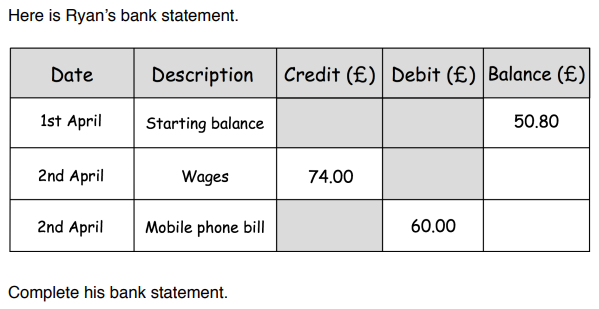 Here is Ryan's bank statement.
Date Description Credit (£) Debit (£) Balance (£)
1st April Starting balance 50.80
2nd April Wages 74.00
2nd April Mobile phone bill 60.00
Complete his bank statement.